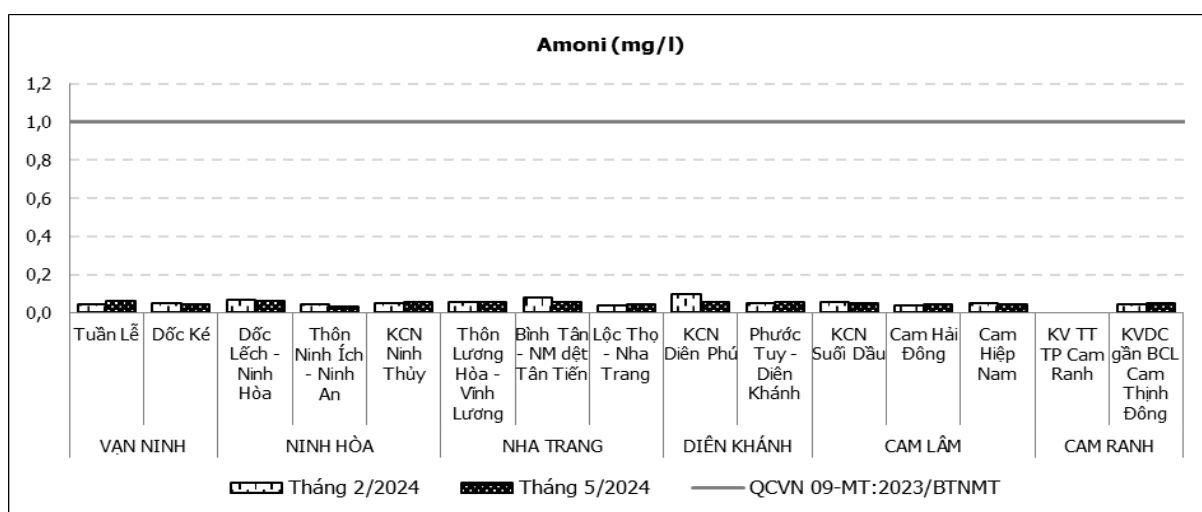 Amoni (mg/l)
1,2
1,0
0,8
0,6
0,4
0,2
0,0
Tuần Lễ
Dốc Ké
Dốc
Lếch -
Ninh
Hòa
Thôn
Ninh Ích
- Ninh
An
KCN
Ninh
Thủy
Thôn
Lương
Hòa -
Vĩnh
Lương
Bình Tân
- NM dệt
Tân Tiến
Lộc Thọ
- Nha
Trang
KCN
Diên Phú
Phước
Tuy -
Diên
Khánh
KCN
Suối Dầu
Cam Hải
Đông
Cam
Hiệp
Nam
KV TT
TP Cam
Ranh
KVDC
gần BCL
Cam
Thịnh
Đông
VẠN NINH
NINH HÒA
NHA TRANG
DIÊN KHÁNH
CAM LÂM
CAM RANH
Tháng 2/2024
Tháng 5/2024
QCVN 09-MT:2023/BTNMT